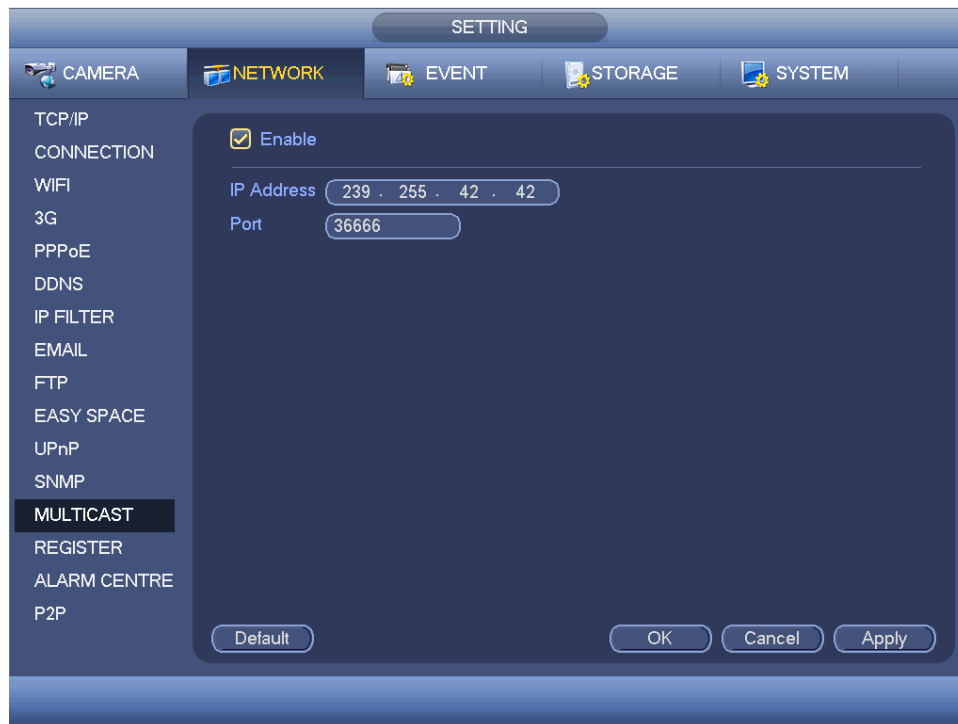 SETTING
CAMERA NETWORK EVENT STORAGE SYSTEM
TCP/IP
CONNECTION
WIFI
3G
PPPoE
DDNS
IP FILTER
EMAIL
FTP
EASY SPACE
UPnP
SNMP
MULTICAST
REGISTER
ALARM CENTRE
P2P
Enable
IP Address 239 . 255 . 42 . 42
Port 36666
Default OK Cancel Apply